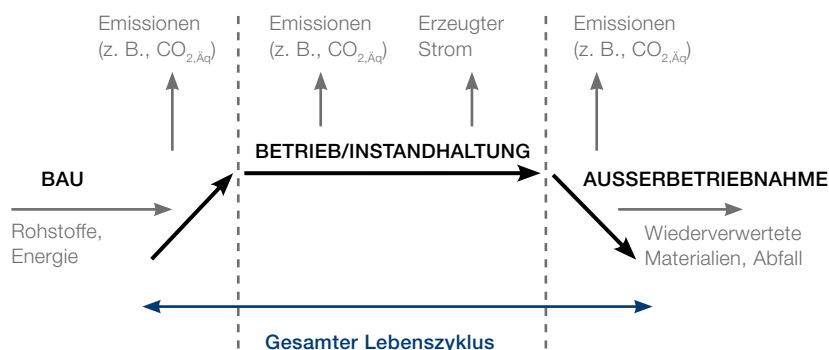 Emissionen
(z. B., CO2,Äq)
Emissionen
(z. B., CO2,Äq)
Erzeugter
Strom
Emissionen
(z. B., CO2,Äq)
BAU
BETRIEB/INSTANDHALTUNG
AUSSERBETRIEBNAHME
Rohstoffe,
Energie
Wiederverwertete
Materialien, Abfall
Gesamter Lebenszyklus